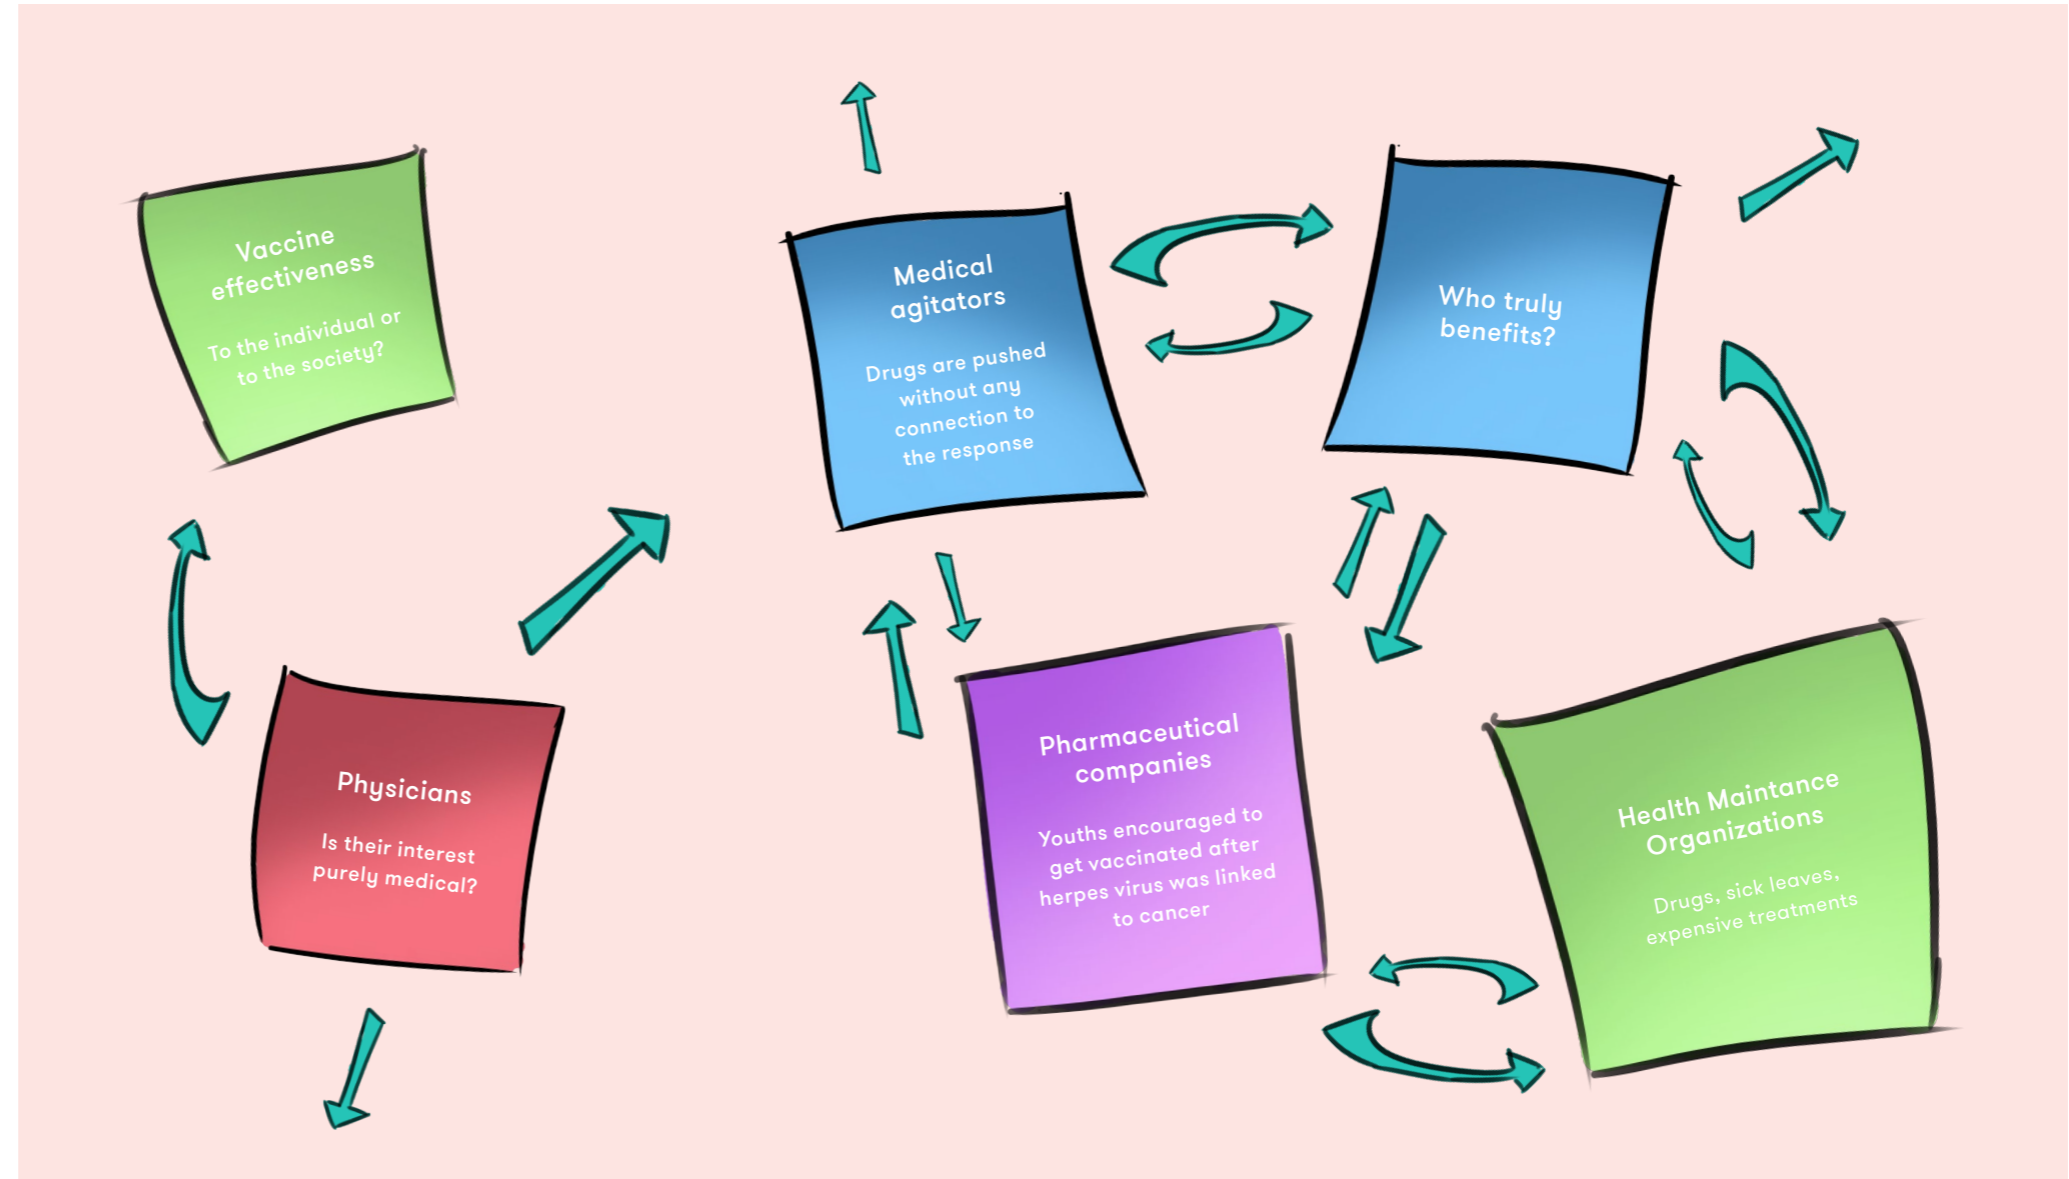 Vaccine
effectiveness
To the individual or
to the society?
Medical
agitators
Drugs are pushed
without any
connection to
the response
Who truly
benefits?
Physicians
Is their interest
purely medical?
Pharmaceutical
companies
Youths encouraged to
get vaccinated after
herpes virus was linked
to cancer
Health Maintance
Organizations
Drugs, sick leaves,
expensive treatments